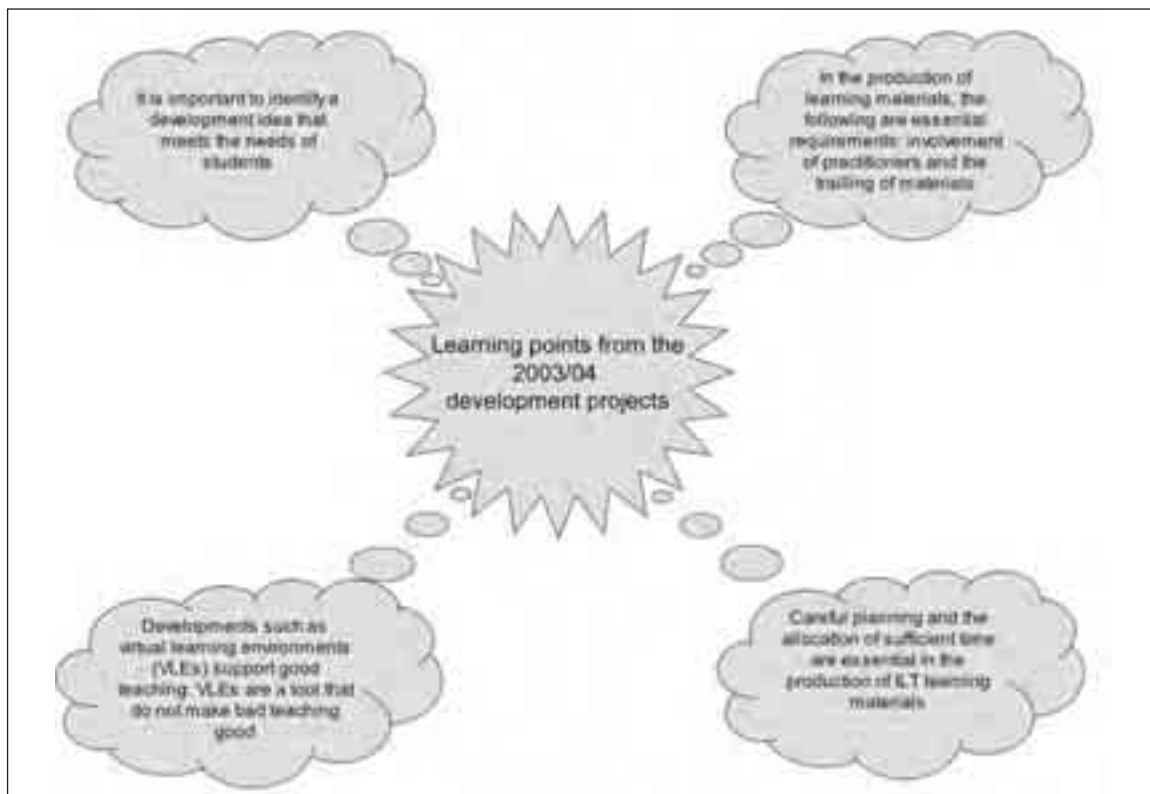 It is important to identify a
development idea that
meets the needs of
students
In the production of
learning materials, the
following are essential
requirements: involvement
of practitioners and the
trailling of materials
Learning points from the
2003/04
development projects
Developments such as
virtual learning environments
(VLEs) support good
teaching. VLEs are a tool that
do not make bad teaching
good
Careful planning and the
allocation of sufficient time
are essential in the
production of ILT learning
materials